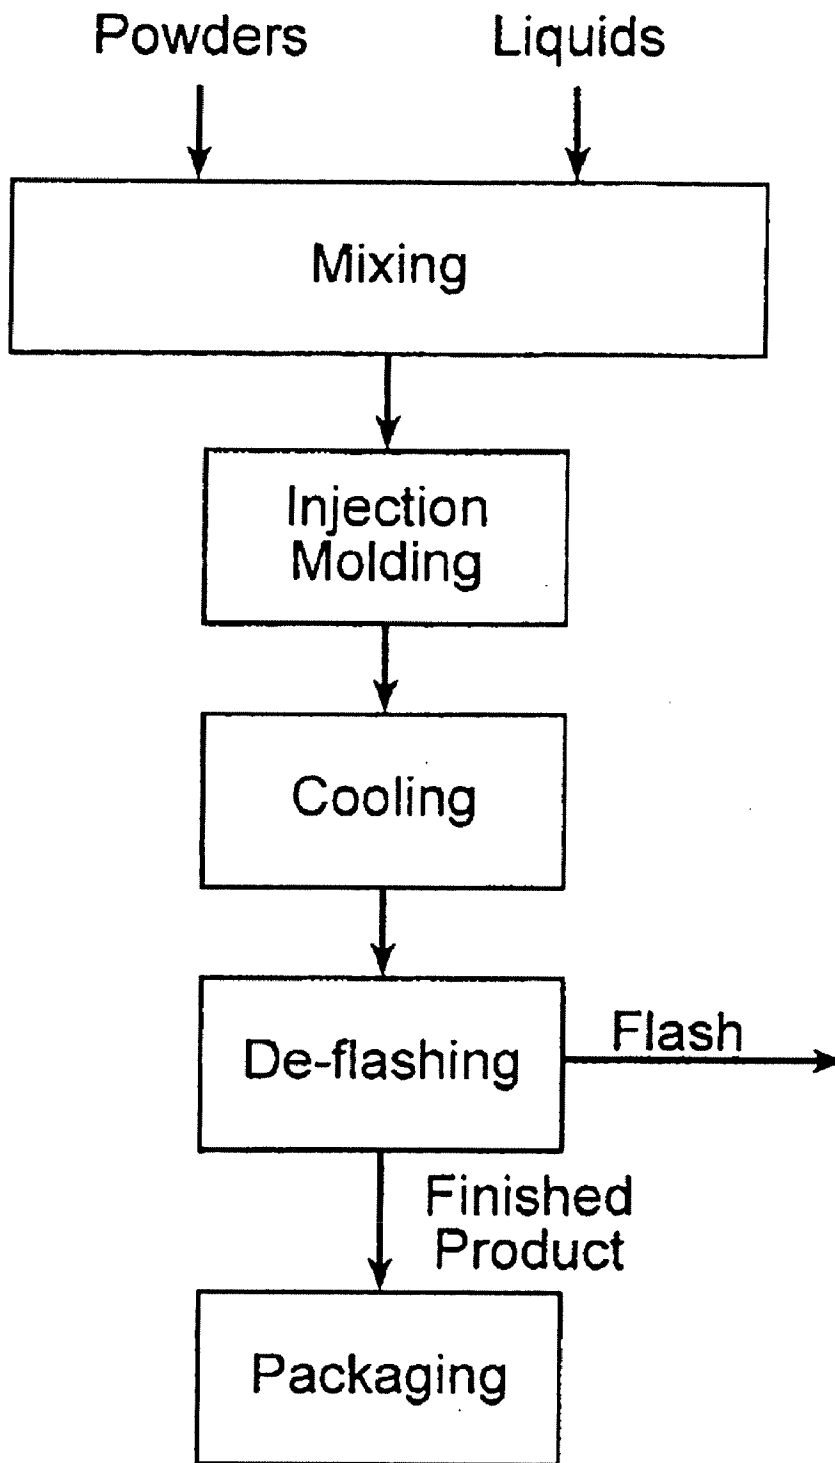 Powders Liquids
Mixing
Injection
Molding
Cooling
De-flashing
Flash
Finished
Product
Packaging